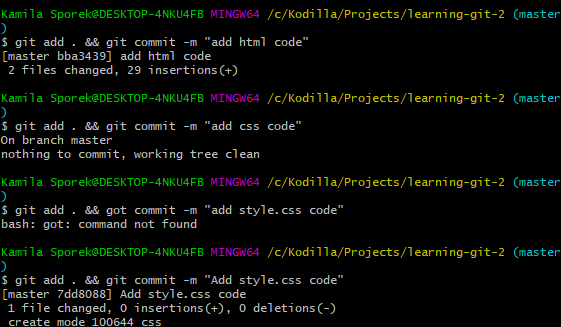 Kamila Sporek@DESKTOP-4NKU4FB MINGW64 /c/Kodilla/Projects/learning-git-2 (master
)
$ git add . && git commit -m "add html code"
[master bba3439] add html code
 2 files changed, 29 insertions(+)

Kamila Sporek@DESKTOP-4NKU4FB MINGW64 /c/Kodilla/Projects/learning-git-2 (master
)
$ git add . && git commit -m "add css code"
On branch master
nothing to commit, working tree clean

Kamila Sporek@DESKTOP-4NKU4FB MINGW64 /c/Kodilla/Projects/learning-git-2 (master
)
$ git add . && got commit -m "add style.css code"
bash: got: command not found

Kamila Sporek@DESKTOP-4NKU4FB MINGW64 /c/Kodilla/Projects/learning-git-2 (master
)
$ git add . && git commit -m "Add style.css code"
[master 7dd8088] Add style.css code
 1 file changed, 0 insertions(+), 0 deletions(-)
 create mode 100644 css